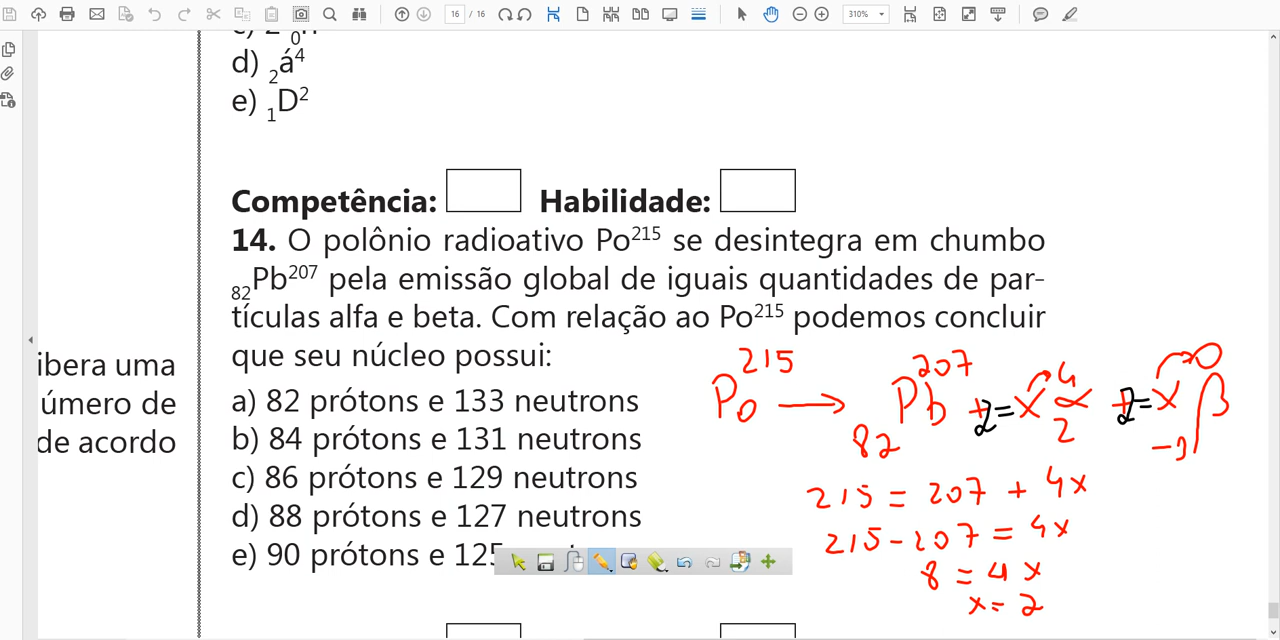 16 / 16
310%
d) ₂á⁴
e) ₁D²
Competência: Habilidade:
14. O polônio radioativo Po²¹⁵ se desintegra em chumbo
₈₂Pb²⁰⁷ pela emissão global de iguais quantidades de par-
tículas alfa e beta. Com relação ao Po²¹⁵ podemos concluir
que seu núcleo possui:
a) 82 prótons e 133 neutrons
b) 84 prótons e 131 neutrons
c) 86 prótons e 129 neutrons
d) 88 prótons e 127 neutrons
e) 90 prótons e 125
ibera uma
úmero de
de acordo
Po²¹⁵ → ₈₂Pb²⁰⁷ + 2=x ₂α⁴ + 2=x ₋₁β⁰
215 = 207 + 4x
215 - 207 = 4x
8 = 4x
x = 2